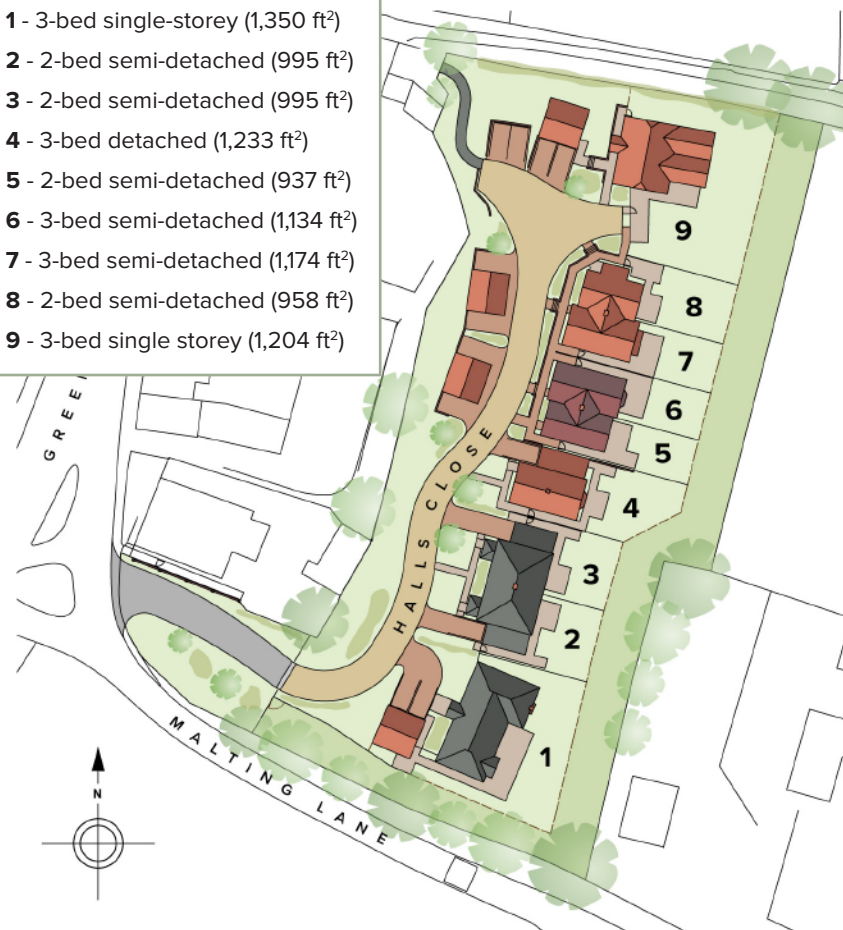 1 - 3-bed single-storey (1,350 ft²)
2 - 2-bed semi-detached (995 ft²)
3 - 2-bed semi-detached (995 ft²)
4 - 3-bed detached (1,233 ft²)
5 - 2-bed semi-detached (937 ft²)
6 - 3-bed semi-detached (1,134 ft²)
7 - 3-bed semi-detached (1,174 ft²)
8 - 2-bed semi-detached (958 ft²)
9 - 3-bed single storey (1,204 ft²)
9
8
7
6
5
4
3
2
1
GREE
HALLS CLOSE
MALTING LANE
N